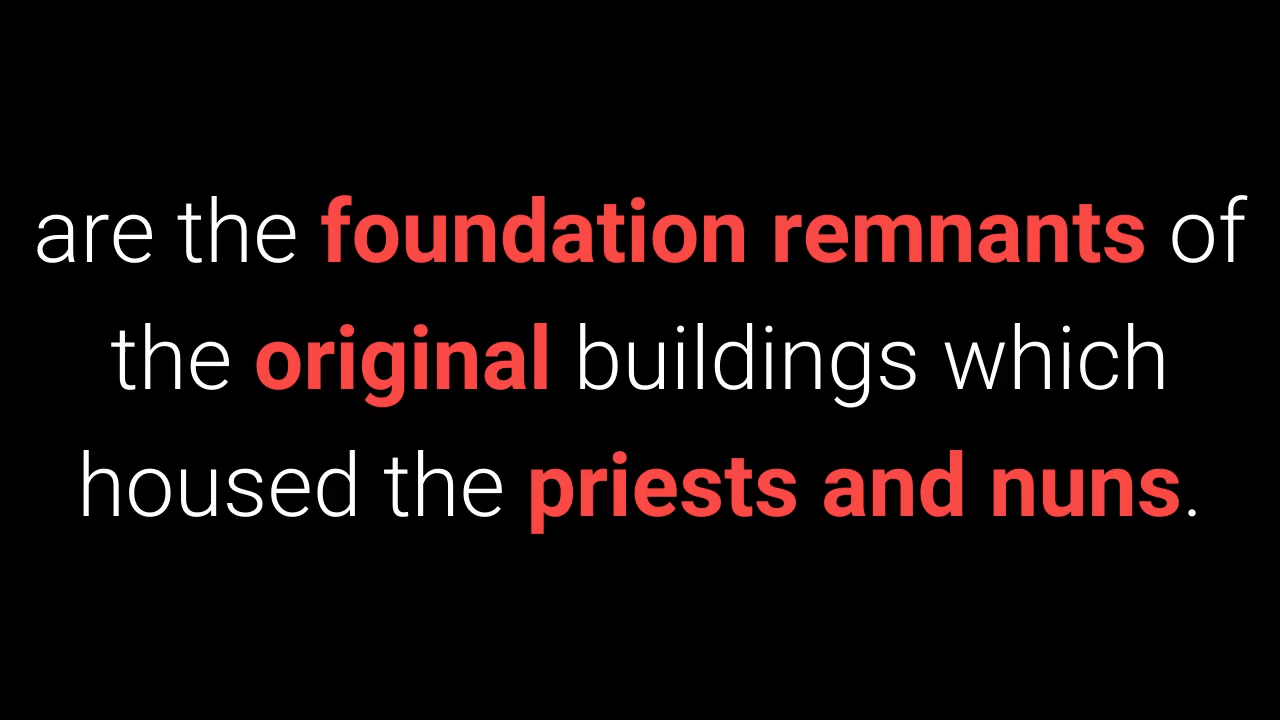 are the foundation remnants of
the original buildings which
housed the priests and nuns.